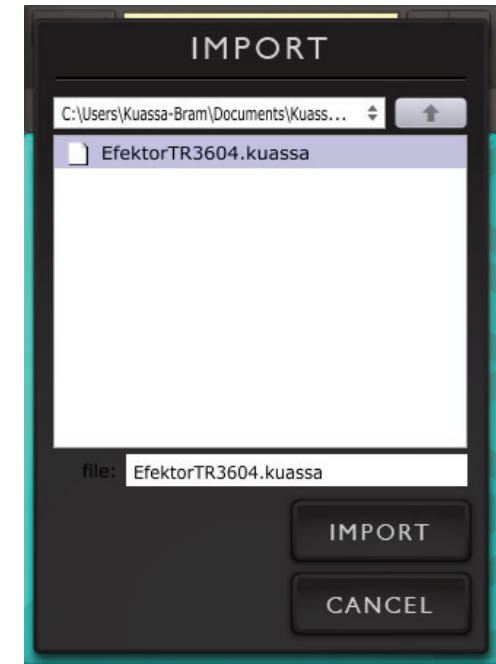 IMPORT
C:\Users\Kuassa-Bram\Documents\Kuass...
EfektorTR3604.kuassa
file: EfektorTR3604.kuassa
IMPORT
CANCEL